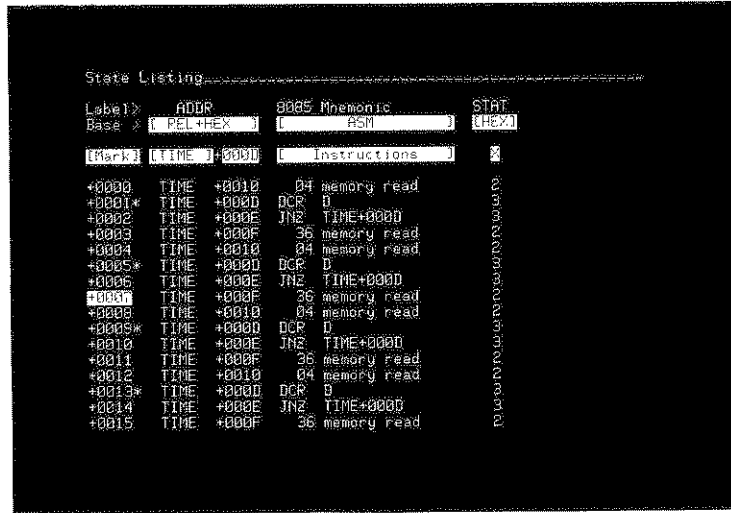 State Listing
Label> ADDR 8085 Mnemonic STAT
Base > [ REL+HEX ] [ ASM ] [HEX]
[Mark] [TIME ]+000D [ Instructions ] X
+0000 TIME +0010 04 memory read 2
+0001* TIME +000D DCR D 3
+0002 TIME +000E JNZ TIME+000D 3
+0003 TIME +000F 36 memory read 2
+0004 TIME +0010 04 memory read 2
+0005* TIME +000D DCR D 3
+0006 TIME +000E JNZ TIME+000D 3
+0007 TIME +000F 36 memory read 2
+0008 TIME +0010 04 memory read 2
+0009* TIME +000D DCR D 3
+0010 TIME +000E JNZ TIME+000D 3
+0011 TIME +000F 36 memory read 2
+0012 TIME +0010 04 memory read 2
+0013* TIME +000D DCR D 3
+0014 TIME +000E JNZ TIME+000D 3
+0015 TIME +000F 36 memory read 2